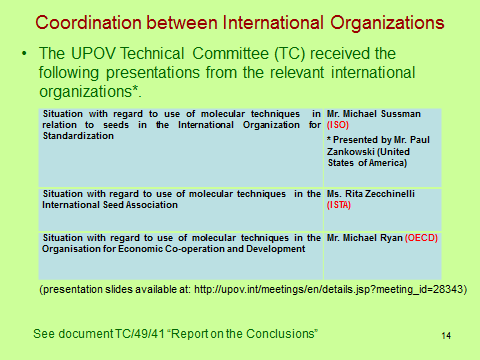 Coordination between International Organizations
• The UPOV Technical Committee (TC) received the
following presentations from the relevant international
organizations*.
Situation with regard to use of molecular techniques in
relation to seeds in the International Organization for
Standardization
Mr. Michael Sussman
(ISO)
* Presented by Mr. Paul
Zankowski (United
States of America)
Situation with regard to use of molecular techniques in the
International Seed Association
Ms. Rita Zecchinelli
(ISTA)
Situation with regard to use of molecular techniques in the
Organisation for Economic Co-operation and Development
Mr. Michael Ryan (OECD)
(presentation slides available at: http://upov.int/meetings/en/details.jsp?meeting_id=28343)
See document TC/49/41 “Report on the Conclusions”
14